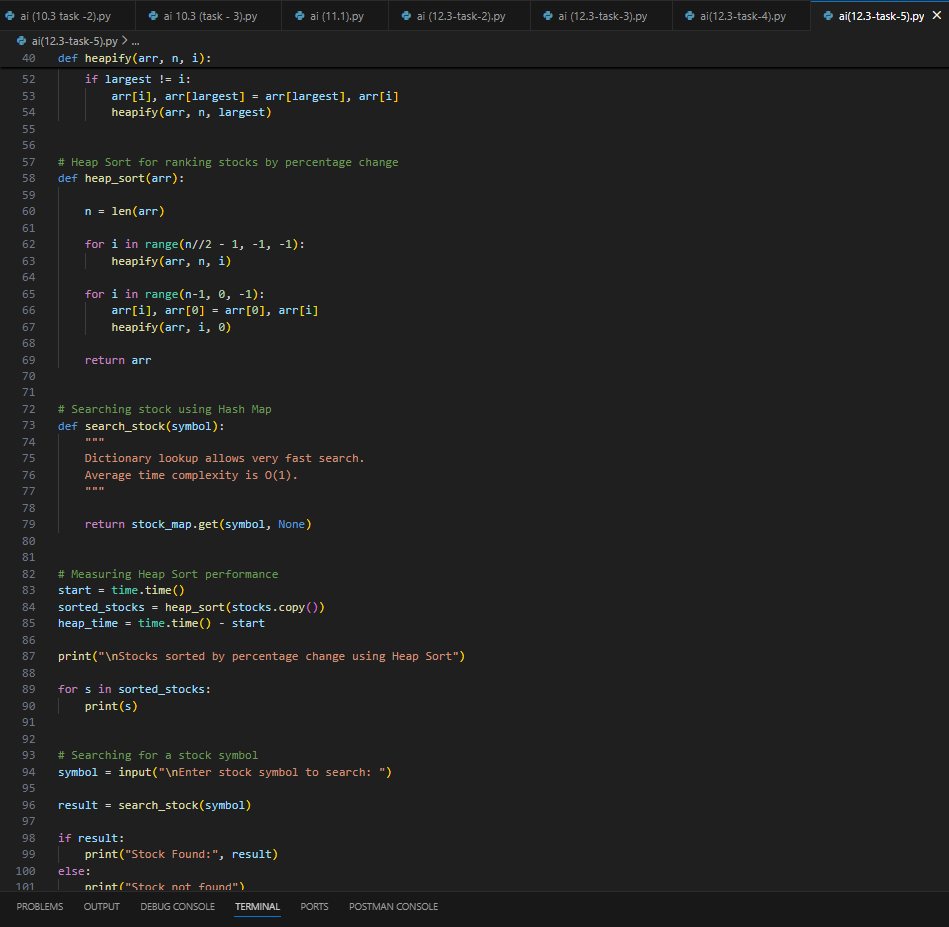 ai (10.3 task -2).py ai 10.3 (task - 3).py ai (11.1).py ai (12.3-task-2).py ai (12.3-task-3).py ai(12.3-task-4).py ai(12.3-task-5).py ✕
ai(12.3-task-5).py > ...
40 def heapify(arr, n, i):
52 if largest != i:
53 arr[i], arr[largest] = arr[largest], arr[i]
54 heapify(arr, n, largest)
55
56
57 # Heap Sort for ranking stocks by percentage change
58 def heap_sort(arr):
59
60 n = len(arr)
61
62 for i in range(n//2 - 1, -1, -1):
63 heapify(arr, n, i)
64
65 for i in range(n-1, 0, -1):
66 arr[i], arr[0] = arr[0], arr[i]
67 heapify(arr, i, 0)
68
69 return arr
70
71
72 # Searching stock using Hash Map
73 def search_stock(symbol):
74 """
75 Dictionary lookup allows very fast search.
76 Average time complexity is O(1).
77 """
78
79 return stock_map.get(symbol, None)
80
81
82 # Measuring Heap Sort performance
83 start = time.time()
84 sorted_stocks = heap_sort(stocks.copy())
85 heap_time = time.time() - start
86
87 print("\nStocks sorted by percentage change using Heap Sort")
88
89 for s in sorted_stocks:
90 print(s)
91
92
93 # Searching for a stock symbol
94 symbol = input("\nEnter stock symbol to search: ")
95
96 result = search_stock(symbol)
97
98 if result:
99 print("Stock Found:", result)
100 else:
101 print("Stock not found")
PROBLEMS OUTPUT DEBUG CONSOLE TERMINAL PORTS POSTMAN CONSOLE